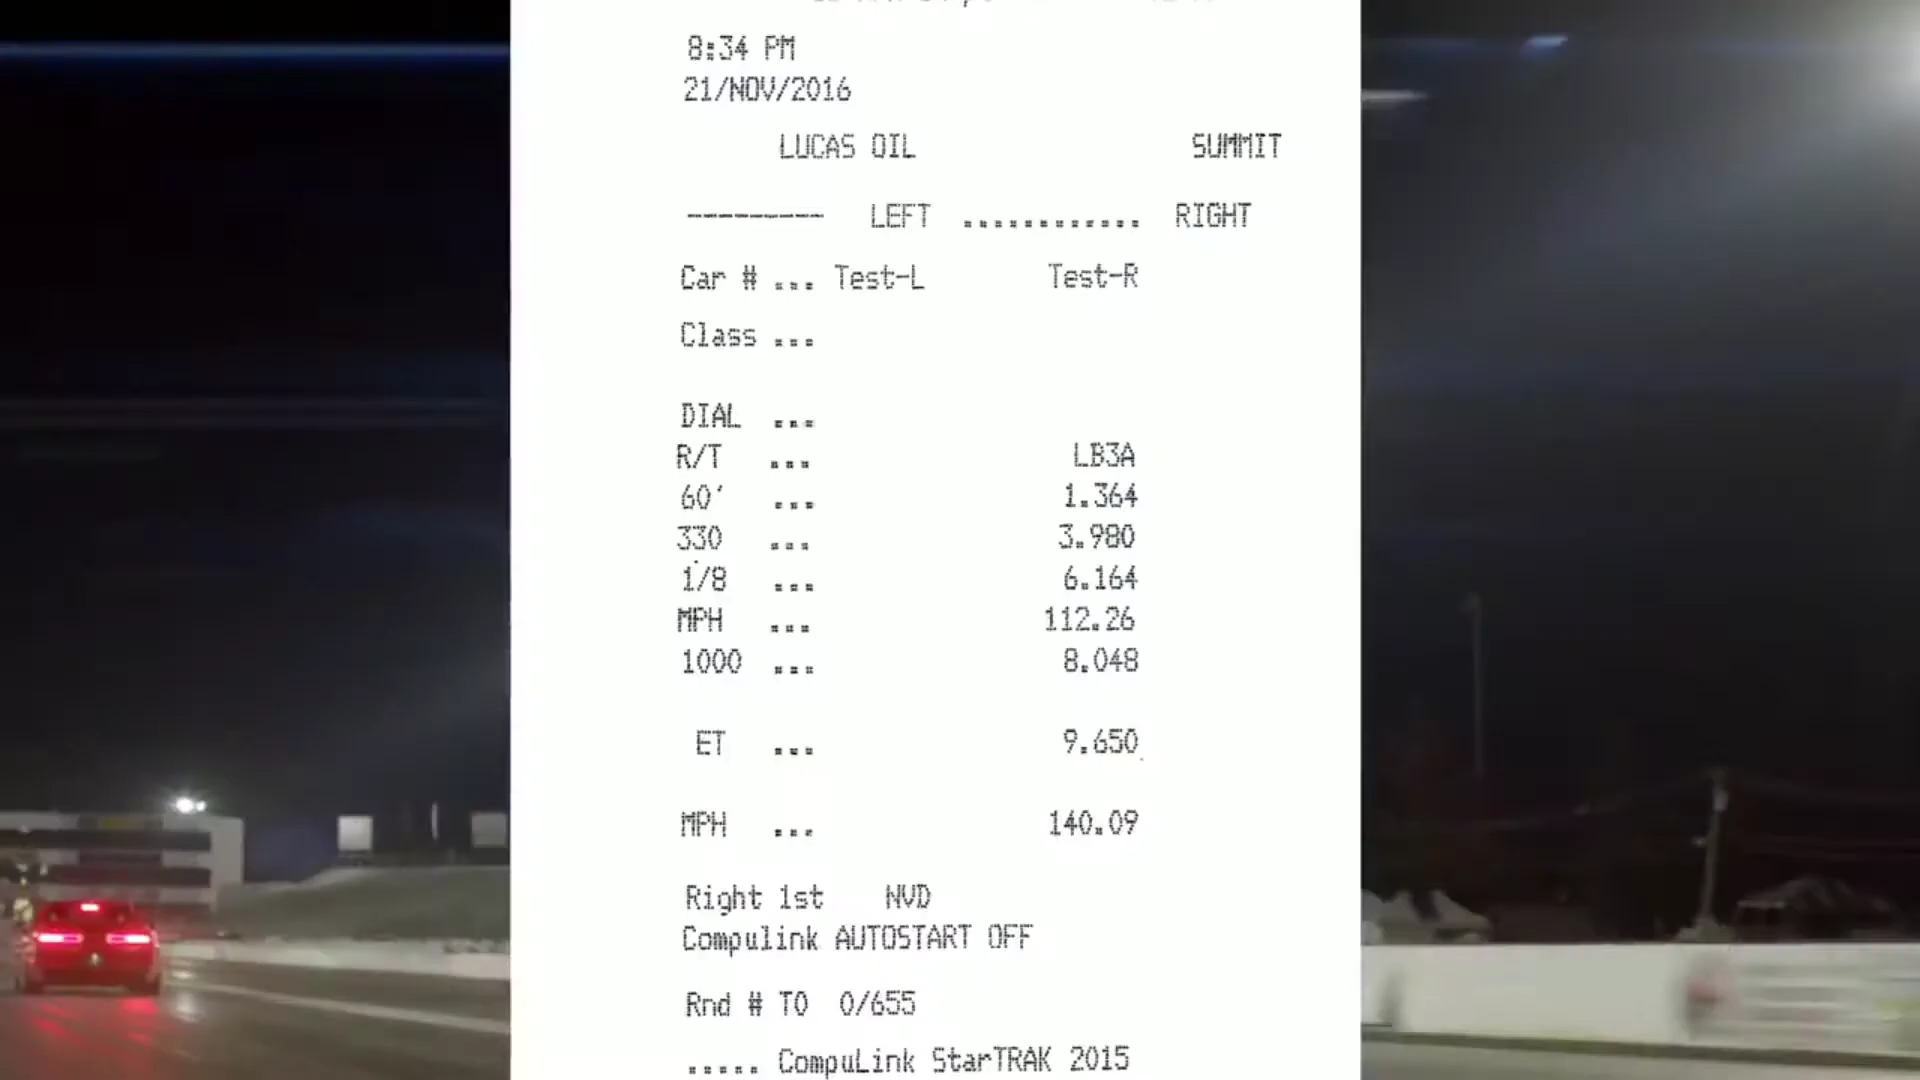 8:34 PM
21/NOV/2016
LUCAS OIL SUMMIT
--------- LEFT ............ RIGHT
Car # ... Test-L Test-R
Class ...
DIAL ...
R/T ... LB3A
60' ... 1.364
330 ... 3.980
1/8 ... 6.164
MPH ... 112.26
1000 ... 8.048
ET ... 9.650
MPH ... 140.09
Right 1st NVD
Compulink AUTOSTART OFF
Rnd # T0 0/655
..... CompuLink StarTRAK 2015